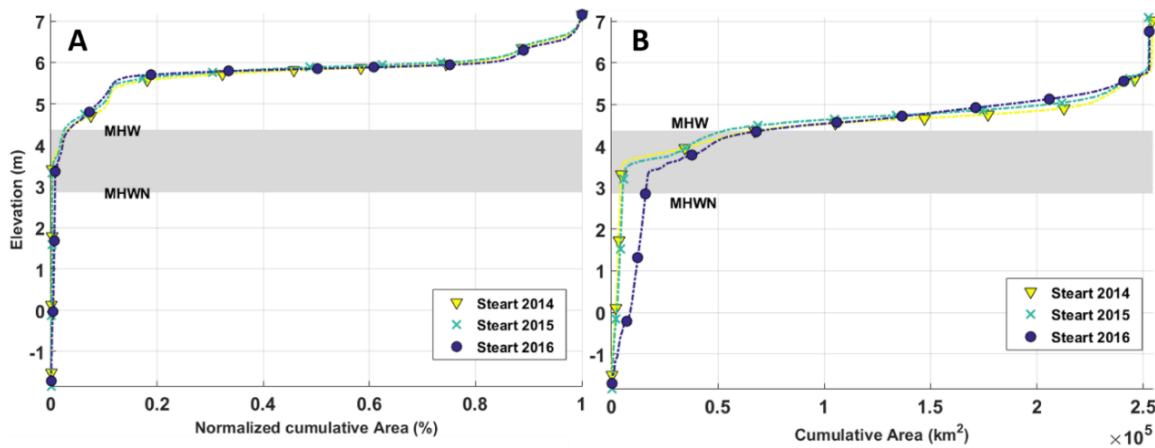 A
7
6
5
4
3
2
1
0
-1
Elevation (m)
MHW
MHWN
Steart 2014
Steart 2015
Steart 2016
0
0.2
0.4
0.6
0.8
1
Normalized cumulative Area (%)
B
7
6
5
4
3
2
1
0
-1
MHW
MHWN
Steart 2014
Steart 2015
Steart 2016
0
0.5
1
1.5
2
2.5
Cumulative Area (km²)
×10⁵